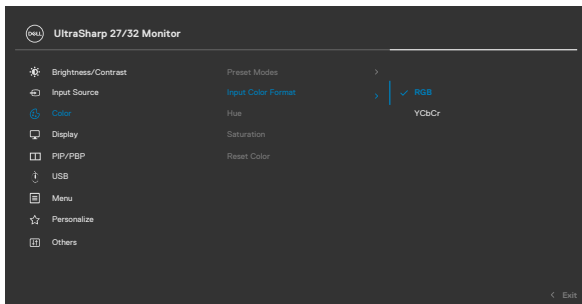 DELL UltraSharp 27/32 Monitor
Brightness/Contrast Preset Modes >
Input Source Input Color Format > ✓ RGB
Color Hue YCbCr
Display Saturation
PIP/PBP Reset Color
USB
Menu
Personalize
Others
< Exit